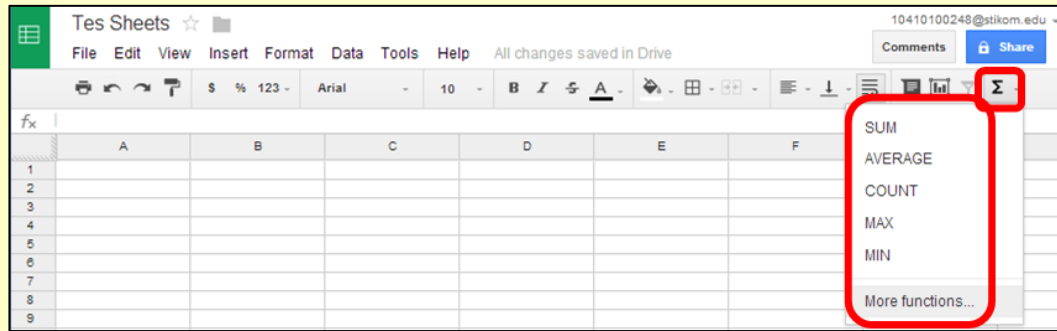 Tes Sheets
10410100248@stikom.edu
File Edit View Insert Format Data Tools Help All changes saved in Drive
Comments Share
$ % 123 Arial 10 B I S A Σ
fx
A B C D E F
1
2
3
4
5
6
7
8
9
SUM
AVERAGE
COUNT
MAX
MIN
More functions...